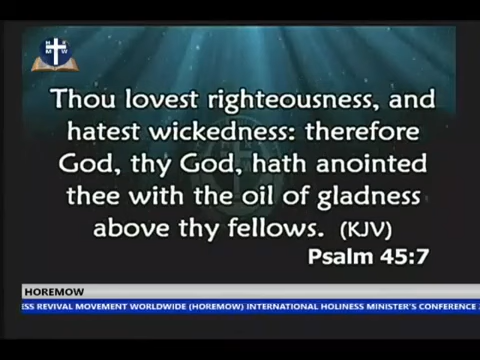 H F
M W
Thou lovest righteousness, and
hatest wickedness: therefore
God, thy God, hath anointed
thee with the oil of gladness
above thy fellows. (KJV)
Psalm 45:7
HOREMOW
SS REVIVAL MOVEMENT WORLDWIDE (HOREMOW) INTERNATIONAL HOLINESS MINISTER'S CONFERENCE